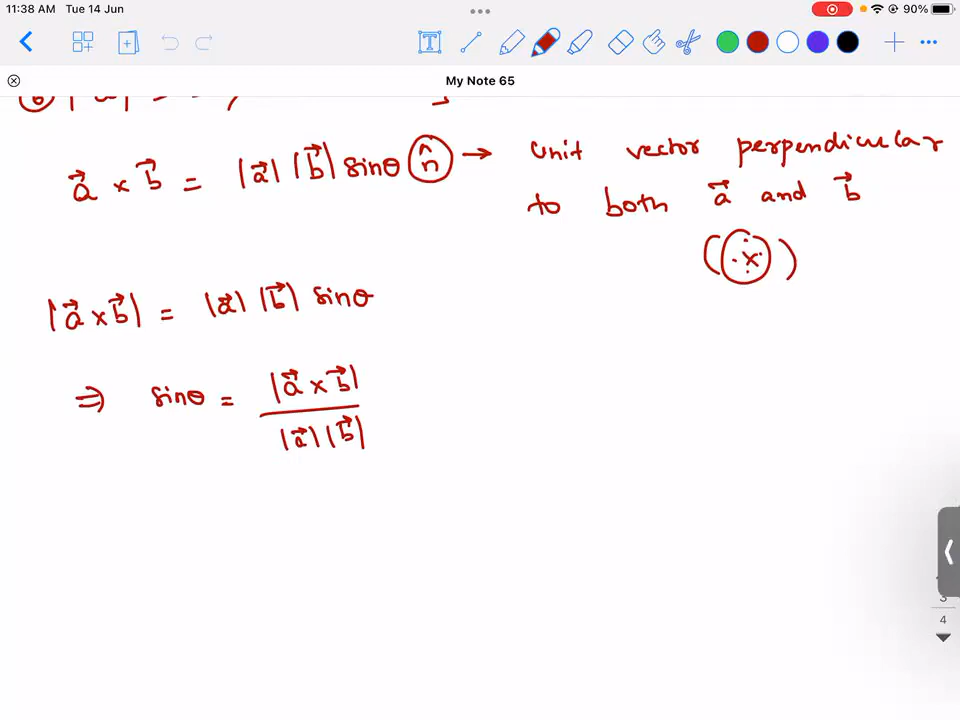 11:38 AM Tue 14 Jun
90%
My Note 65
a⃗ × b⃗ = |a⃗| |b⃗| sinθ n̂ → unit vector perpendicular
to both a⃗ and b⃗
|a⃗ × b⃗| = |a⃗| |b⃗| sinθ
⇒ sinθ = |a⃗ × b⃗| / |a⃗| |b⃗|
3
4